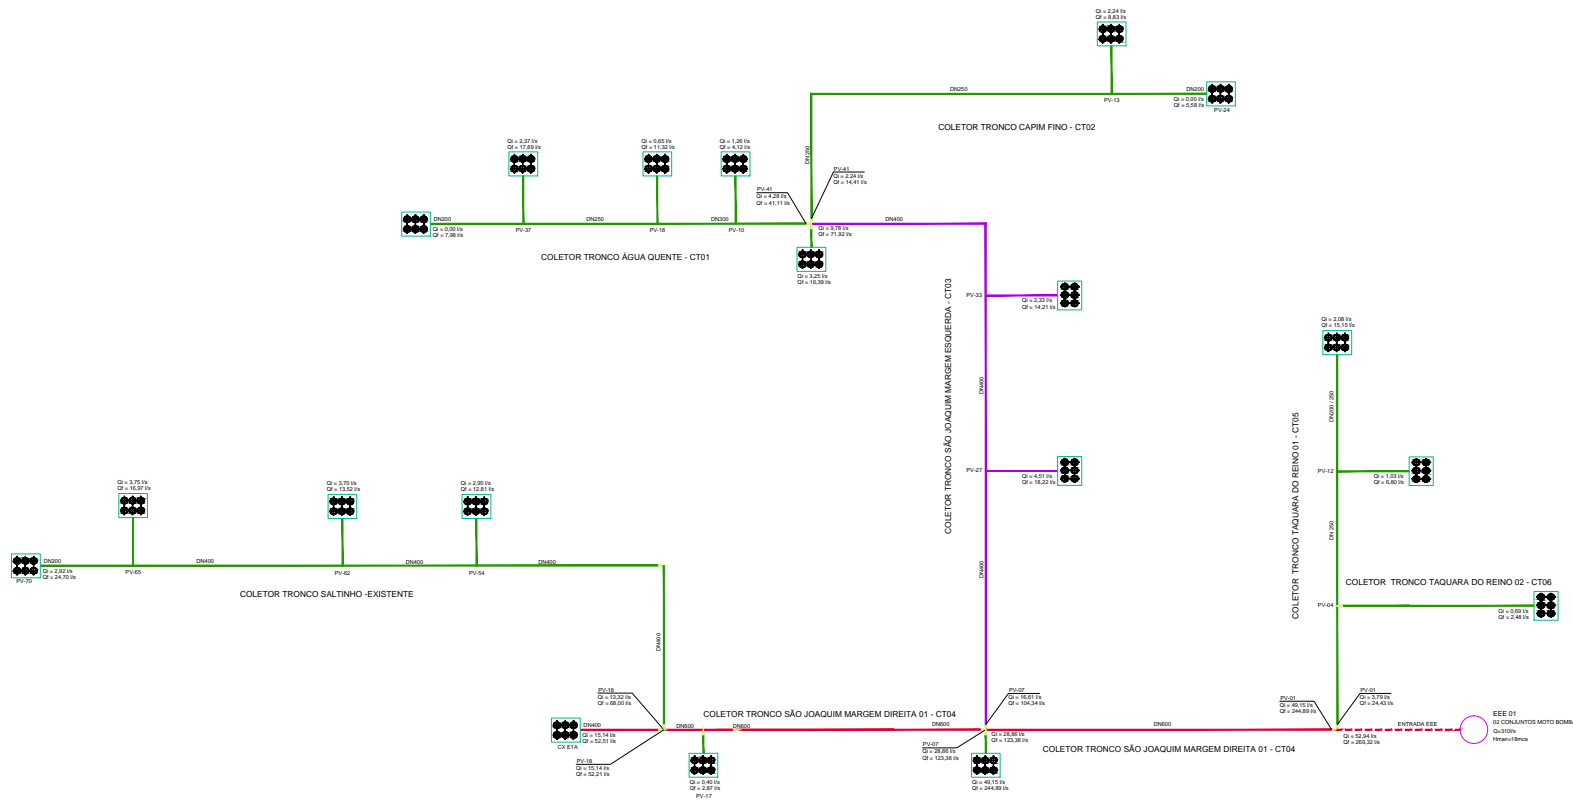 Qi = 2,24 l/s
Qf = 8,83 l/s
DN250
PV-13
DN200
Qi = 0,00 l/s
Qf = 5,58 l/s
PV-24
COLETOR TRONCO CAPIM FINO - CT02
DN250
Qi = 2,37 l/s
Qf = 17,69 l/s
Qi = 0,65 l/s
Qf = 11,32 l/s
Qi = 1,26 l/s
Qf = 4,12 l/s
PV-41
Qi = 2,24 l/s
Qf = 14,41 l/s
PV-41
Qi = 4,28 l/s
Qf = 41,11 l/s
DN200
Qi = 0,00 l/s
Qf = 7,98 l/s
PV-37
DN250
PV-18
DN300
PV-10
Qi = 9,78 l/s
Qf = 71,92 l/s
DN400
COLETOR TRONCO ÁGUA QUENTE - CT01
Qi = 3,25 l/s
Qf = 16,39 l/s
COLETOR TRONCO SÃO JOAQUIM MARGEM ESQUERDA - CT03
PV-33
Qi = 2,33 l/s
Qf = 14,21 l/s
DN400
PV-27
Qi = 4,51 l/s
Qf = 18,22 l/s
DN400
Qi = 2,08 l/s
Qf = 15,15 l/s
DN200 / 250
COLETOR TRONCO TAQUARA DO REINO 01 - CT05
PV-12
Qi = 1,03 l/s
Qf = 6,80 l/s
DN 250
COLETOR TRONCO TAQUARA DO REINO 02 - CT06
PV-04
Qi = 0,69 l/s
Qf = 2,48 l/s
Qi = 3,75 l/s
Qf = 16,97 l/s
Qi = 3,70 l/s
Qf = 13,52 l/s
Qi = 2,95 l/s
Qf = 12,81 l/s
DN200
Qi = 2,92 l/s
Qf = 24,70 l/s
PV-70
PV-65
DN400
PV-62
DN400
PV-54
DN400
COLETOR TRONCO SALTINHO -EXISTENTE
DN400
PV-18
Qi = 13,32 l/s
Qf = 68,00 l/s
DN400
Qi = 15,14 l/s
Qf = 52,51 l/s
CX E1A
PV-18
Qi = 15,14 l/s
Qf = 52,21 l/s
COLETOR TRONCO SÃO JOAQUIM MARGEM DIREITA 01 - CT04
DN600
DN600
DN600
Qi = 0,40 l/s
Qf = 2,87 l/s
PV-17
PV-07
Qi = 16,61 l/s
Qf = 104,34 l/s
PV-07
Qi = 28,86 l/s
Qf = 123,38 l/s
Qi = 28,86 l/s
Qf = 123,38 l/s
Qi = 49,15 l/s
Qf = 244,89 l/s
DN600
COLETOR TRONCO SÃO JOAQUIM MARGEM DIREITA 01 - CT04
PV-01
Qi = 49,15 l/s
Qf = 244,89 l/s
PV-01
Qi = 3,79 l/s
Qf = 24,43 l/s
Qi = 52,94 l/s
Qf = 269,32 l/s
ENTRADA EEE
EEE 01
02 CONJUNTOS MOTO BOMBA
Q=310l/s
Hman=18mca